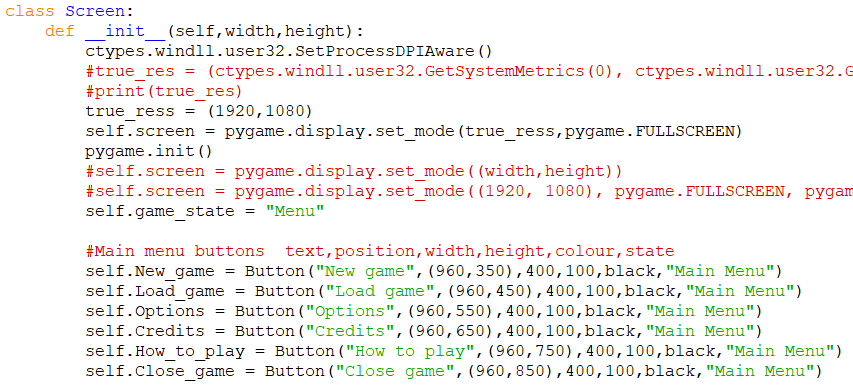 class Screen:
    def __init__(self,width,height):
        ctypes.windll.user32.SetProcessDPIAware()
        #true_res = (ctypes.windll.user32.GetSystemMetrics(0), ctypes.windll.user32.G
        #print(true_res)
        true_ress = (1920,1080)
        self.screen = pygame.display.set_mode(true_ress,pygame.FULLSCREEN)
        pygame.init()
        #self.screen = pygame.display.set_mode((width,height))
        #self.screen = pygame.display.set_mode((1920, 1080), pygame.FULLSCREEN, pygam
        self.game_state = "Menu"

        #Main menu buttons  text,position,width,height,colour,state
        self.New_game = Button("New game",(960,350),400,100,black,"Main Menu")
        self.Load_game = Button("Load game",(960,450),400,100,black,"Main Menu")
        self.Options = Button("Options",(960,550),400,100,black,"Main Menu")
        self.Credits = Button("Credits",(960,650),400,100,black,"Main Menu")
        self.How_to_play = Button("How to play",(960,750),400,100,black,"Main Menu")
        self.Close_game = Button("Close game",(960,850),400,100,black,"Main Menu")